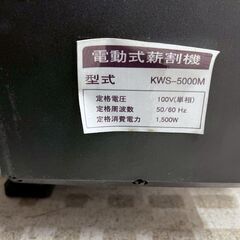 電動式薪割機
型式 KWS-5000M
定格電圧 100V(単相)
定格周波数 50/60 Hz
定格消費電力 1,500W